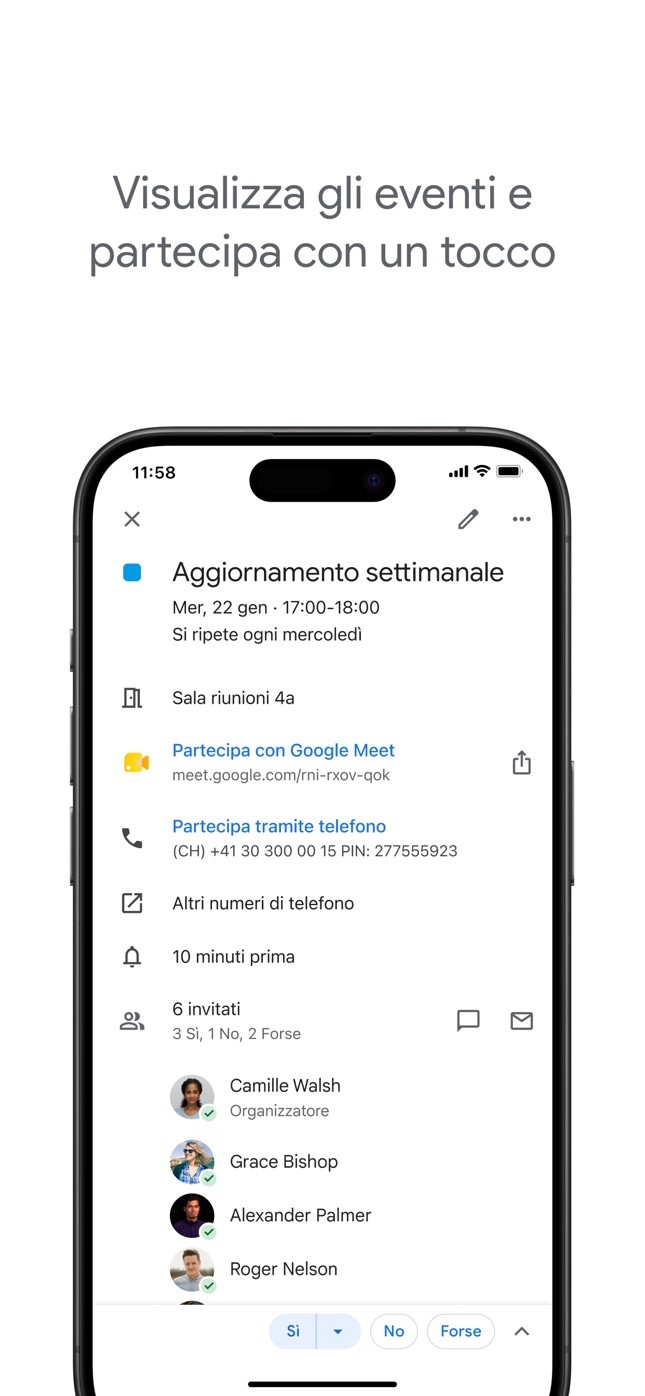 Visualizza gli eventi e
partecipa con un tocco
11:58
Aggiornamento settimanale
Mer, 22 gen · 17:00-18:00
Si ripete ogni mercoledì
Sala riunioni 4a
Partecipa con Google Meet
meet.google.com/rni-rxov-qok
Partecipa tramite telefono
(CH) +41 30 300 00 15 PIN: 277555923
Altri numeri di telefono
10 minuti prima
6 invitati
3 Sì, 1 No, 2 Forse
Camille Walsh
Organizzatore
Grace Bishop
Alexander Palmer
Roger Nelson
Sì No Forse